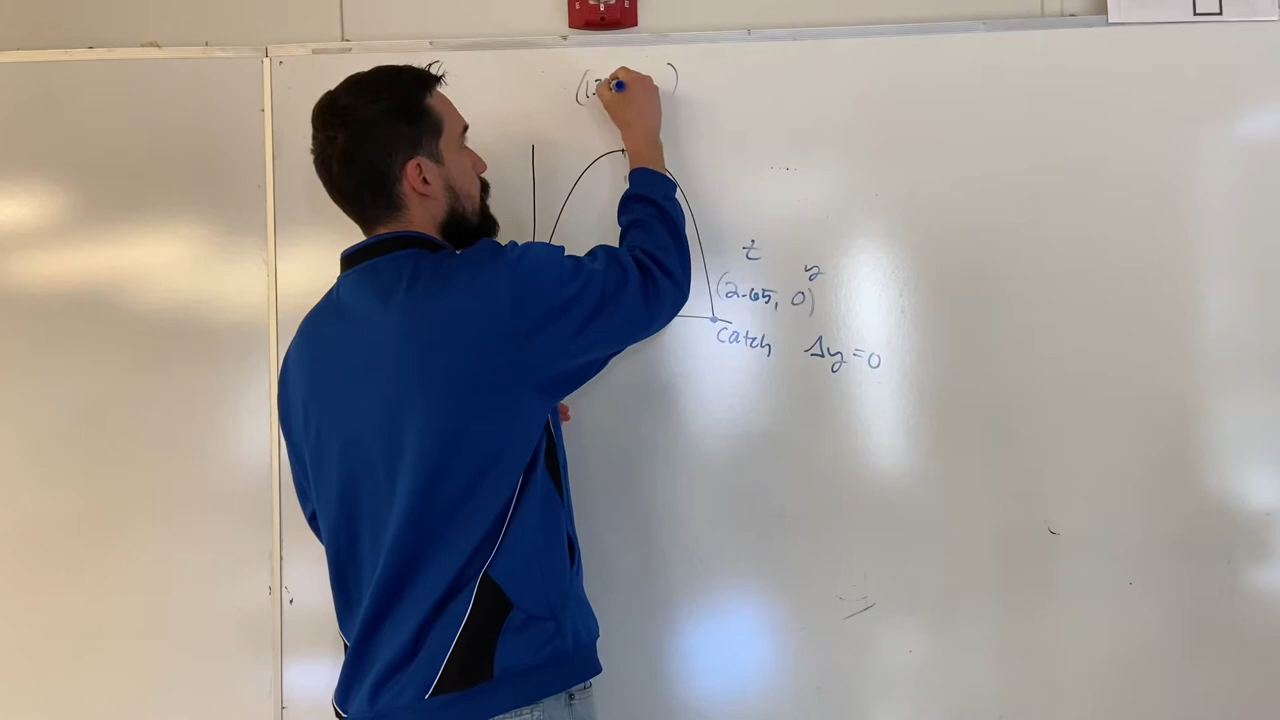 t y
(2.65, 0)
catch Δy = 0